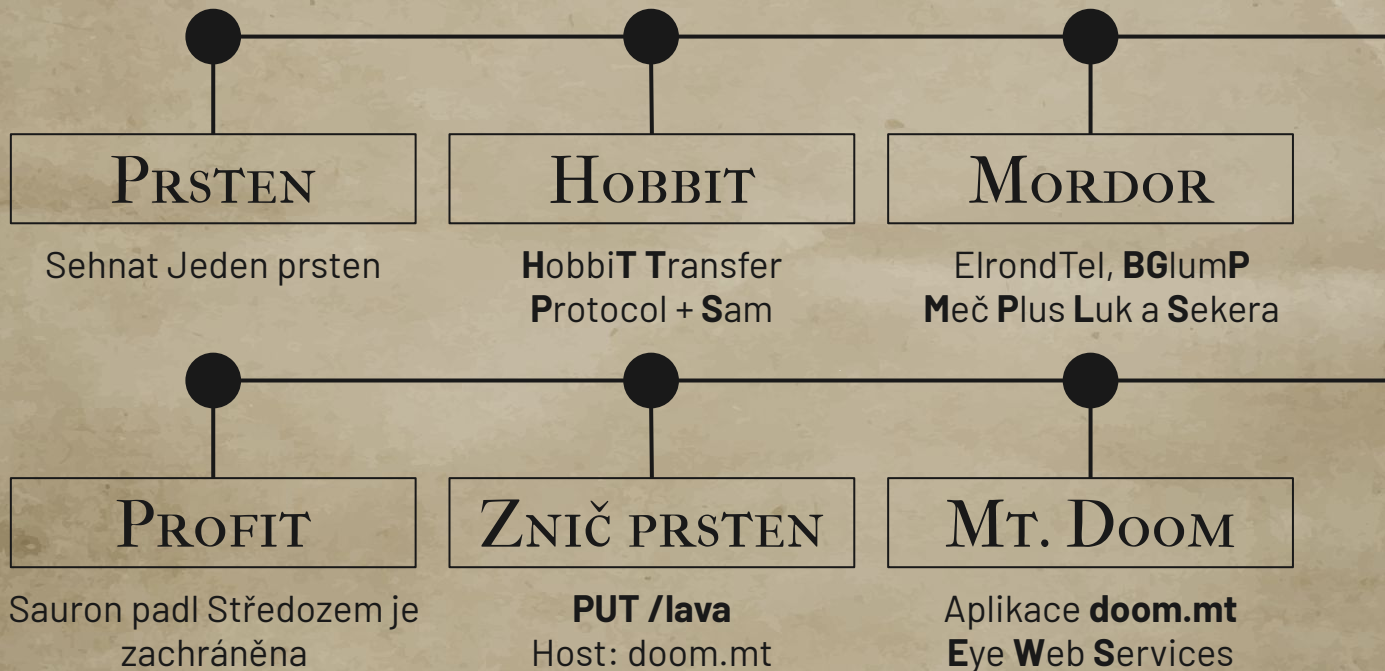 Prsten
Sehnat Jeden prsten
Hobbit
HobbiT Transfer
Protocol + Sam
Mordor
ElrondTel, BGlumP
Meč Plus Luk a Sekera
Profit
Sauron padl Středozem je
zachráněna
Znič prsten
PUT /lava
Host: doom.mt
Mt. Doom
Aplikace doom.mt
Eye Web Services